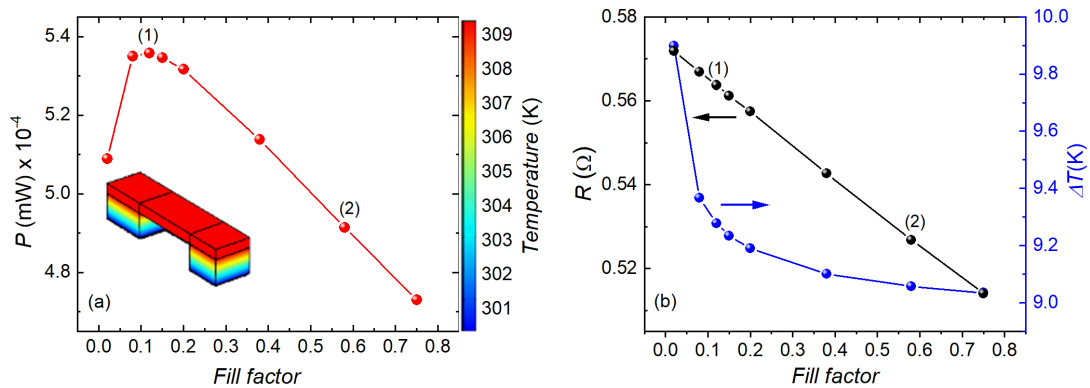 5.4
5.2
5.0
4.8
P (mW) x 10⁻⁴
(1)
(2)
(a)
0.0 0.1 0.2 0.3 0.4 0.5 0.6 0.7 0.8
Fill factor
309
308
307
306
305
304
303
302
301
Temperature (K)
0.58
0.56
0.54
0.52
R (Ω)
(1)
(2)
(b)
0.0 0.1 0.2 0.3 0.4 0.5 0.6 0.7 0.8
Fill factor
10.0
9.8
9.6
9.4
9.2
9.0
ΔT(K)